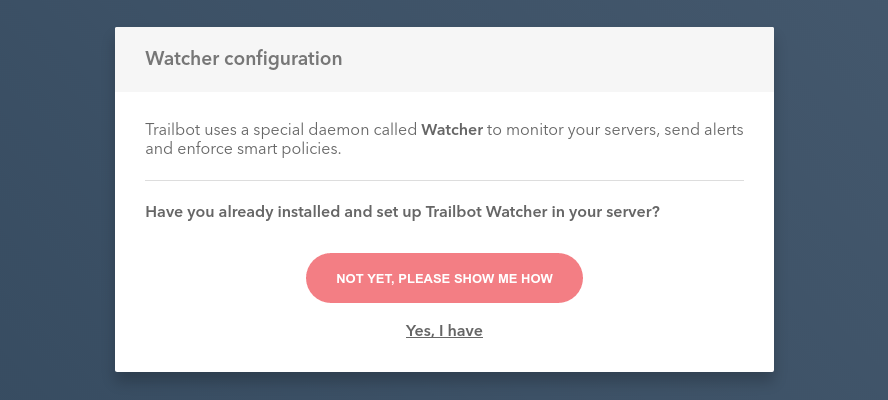 Watcher configuration
Trailbot uses a special daemon called Watcher to monitor your servers, send alerts
and enforce smart policies.
Have you already installed and set up Trailbot Watcher in your server?
NOT YET, PLEASE SHOW ME HOW
Yes, I have